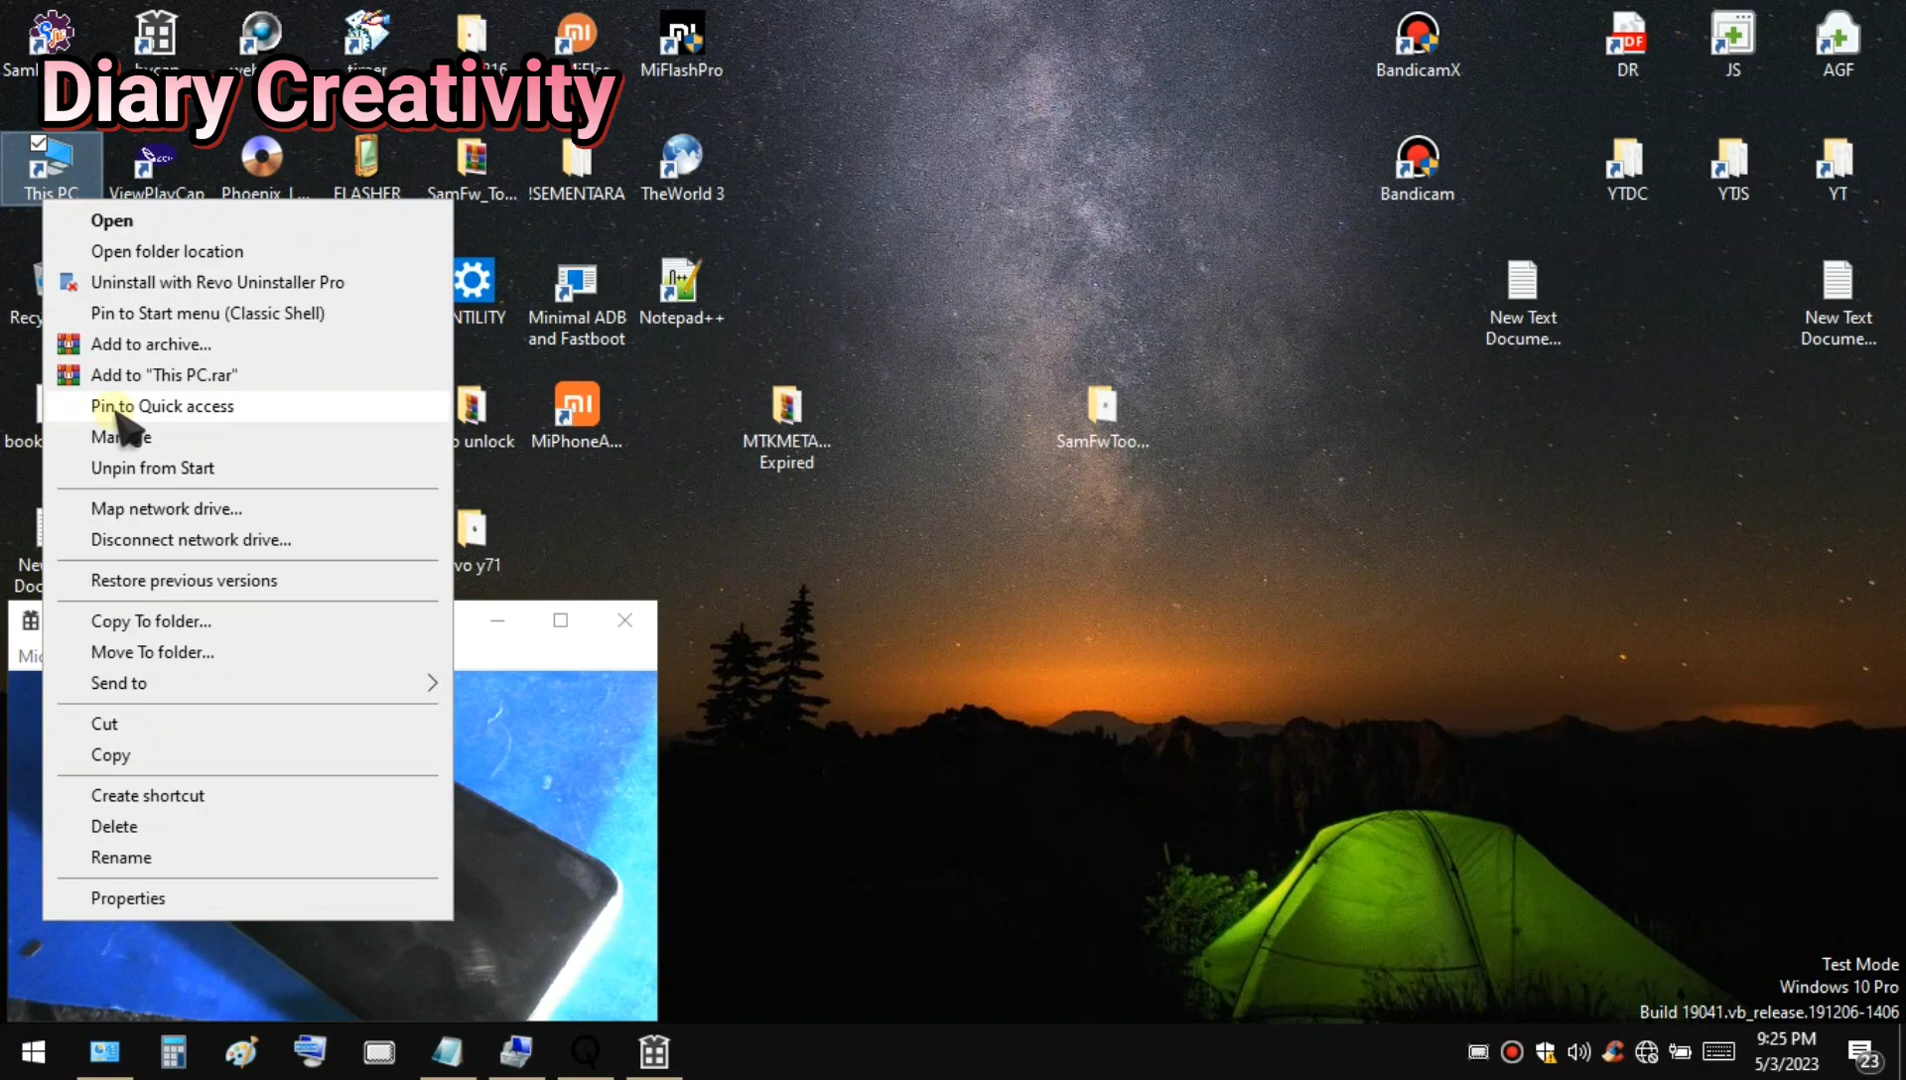 MiFlashPro
BandicamX
DR
JS
AGF
Diary Creativity
This PC
ViewPlayCap
Phoenix_I...
FLASHER
SamFw_To...
!SEMENTARA
TheWorld 3
Bandicam
YTDC
YTJS
YT
Open
Open folder location
Uninstall with Revo Uninstaller Pro
Pin to Start menu (Classic Shell)
Add to archive...
Add to "This PC.rar"
Pin to Quick access
Manage
Unpin from Start
Map network drive...
Disconnect network drive...
Restore previous versions
Copy To folder...
Move To folder...
Send to
Cut
Copy
Create shortcut
Delete
Rename
Properties
Minimal ADB
and Fastboot
Notepad++
New Text
Docume...
New Text
Docume...
unlock
MiPhoneA...
MTKMETA...
Expired
SamFwToo...
y71
Test Mode
Windows 10 Pro
Build 19041.vb_release.191206-1406
9:25 PM
5/3/2023
23